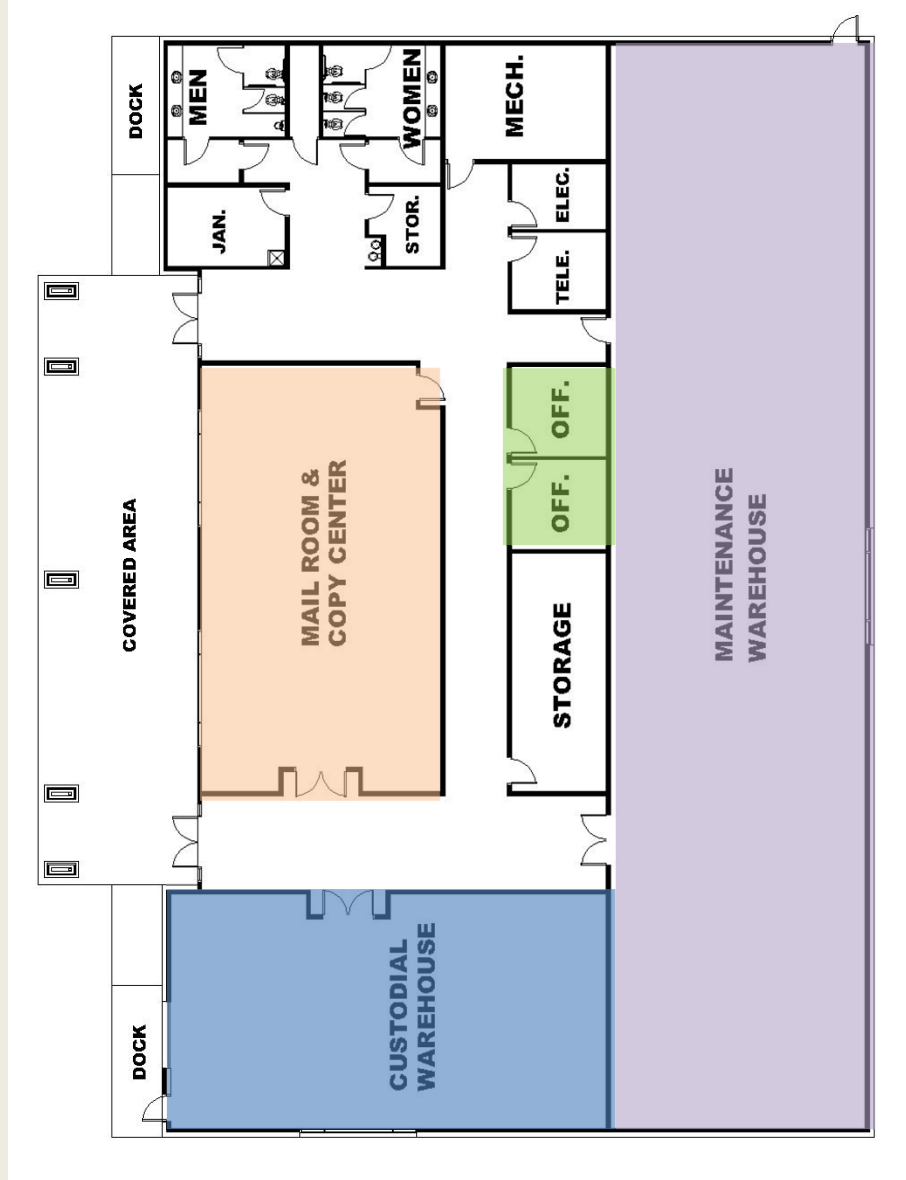 DOCK
MEN
WOMEN
MECH.
JAN.
STOR.
ELEC.
TELE.
OFF.
OFF.
MAIL ROOM &
COPY CENTER
COVERED AREA
STORAGE
MAINTENANCE
WAREHOUSE
CUSTODIAL
WAREHOUSE
DOCK